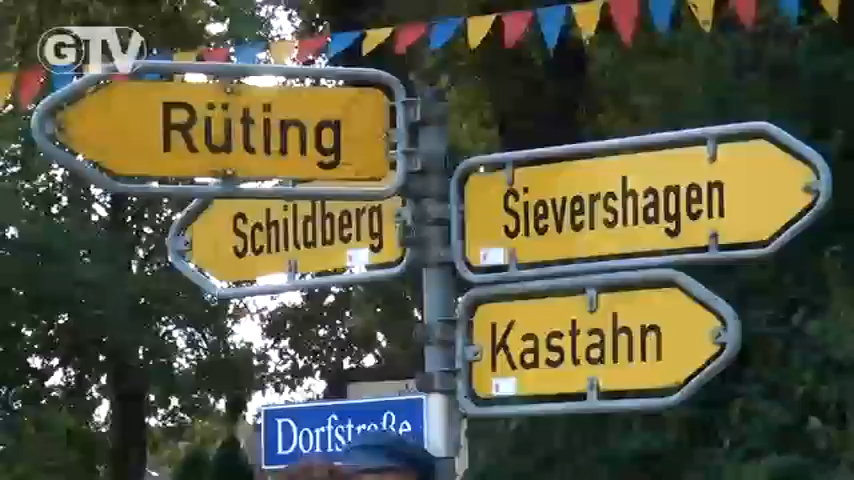 GTV
Rüting
Schildberg
Sievershagen
Kastahn
Dorfstraße